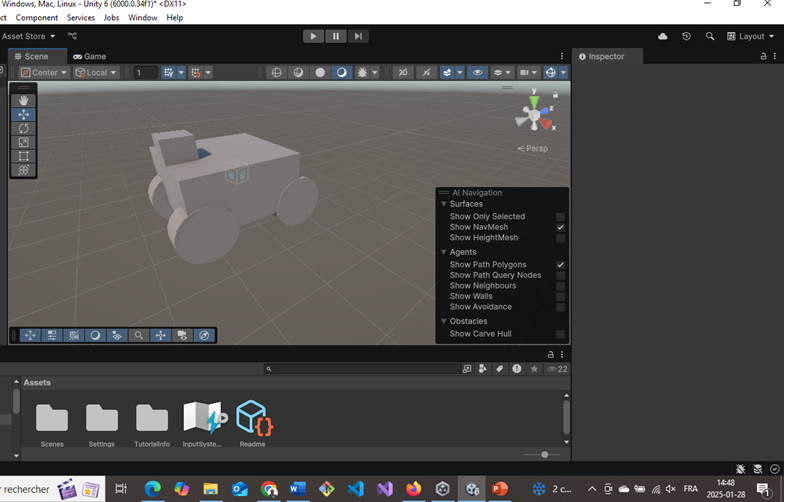 Windows, Mac, Linux - Unity 6 (6000.0.34f1)* <DX11>
Component Services Jobs Window Help
Asset Store
Layout
Scene
Game
Inspector
Center
Local
1
y
z
x
Persp
AI Navigation
Surfaces
Show Only Selected
Show NavMesh
Show HeightMesh
Agents
Show Path Polygons
Show Path Query Nodes
Show Neighbours
Show Walls
Show Avoidance
Obstacles
Show Carve Hull
22
Assets
Scenes
Settings
TutorialInfo
InputSyste...
Readme
rechercher
2 c...
FRA
14:48
2025-01-28
1